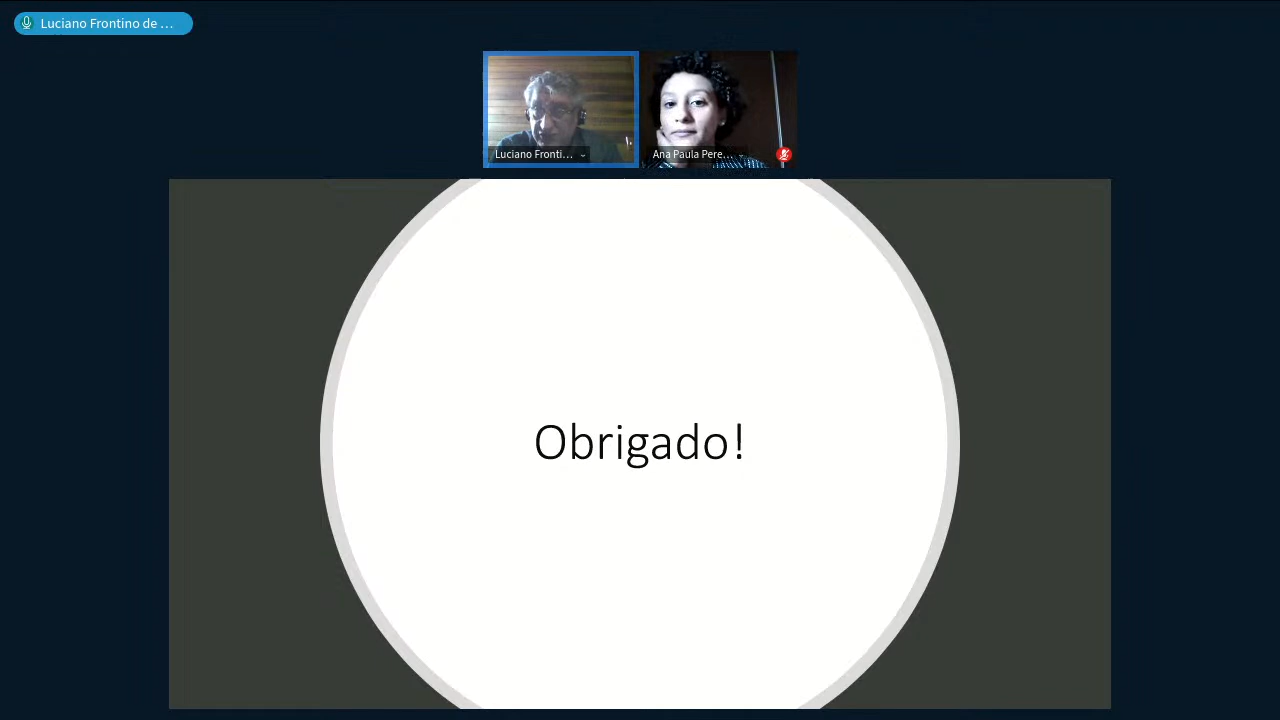 Luciano Frontino de ...
Luciano Fronti...
Ana Paula Pere...
Obrigado!